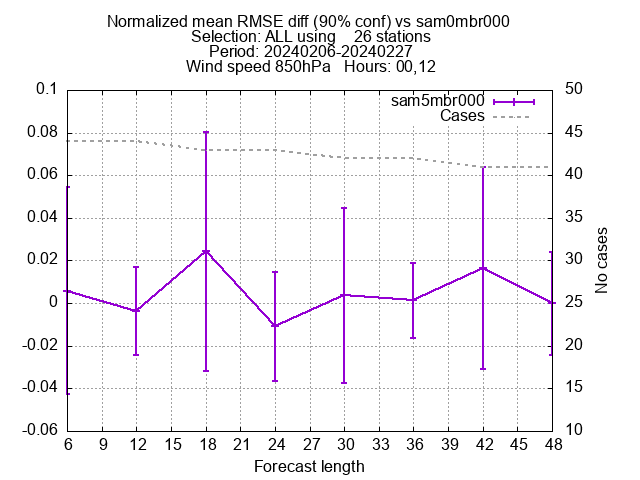 Normalized mean RMSE diff (90% conf) vs sam0mbr000
Selection: ALL using    26 stations
Period: 20240206-20240227
Wind speed 850hPa   Hours: 00,12
sam5mbr000
Cases
0.1
0.08
0.06
0.04
0.02
0
-0.02
-0.04
-0.06
50
45
40
35
30
25
20
15
10
No cases
6 9 12 15 18 21 24 27 30 33 36 39 42 45 48
Forecast length